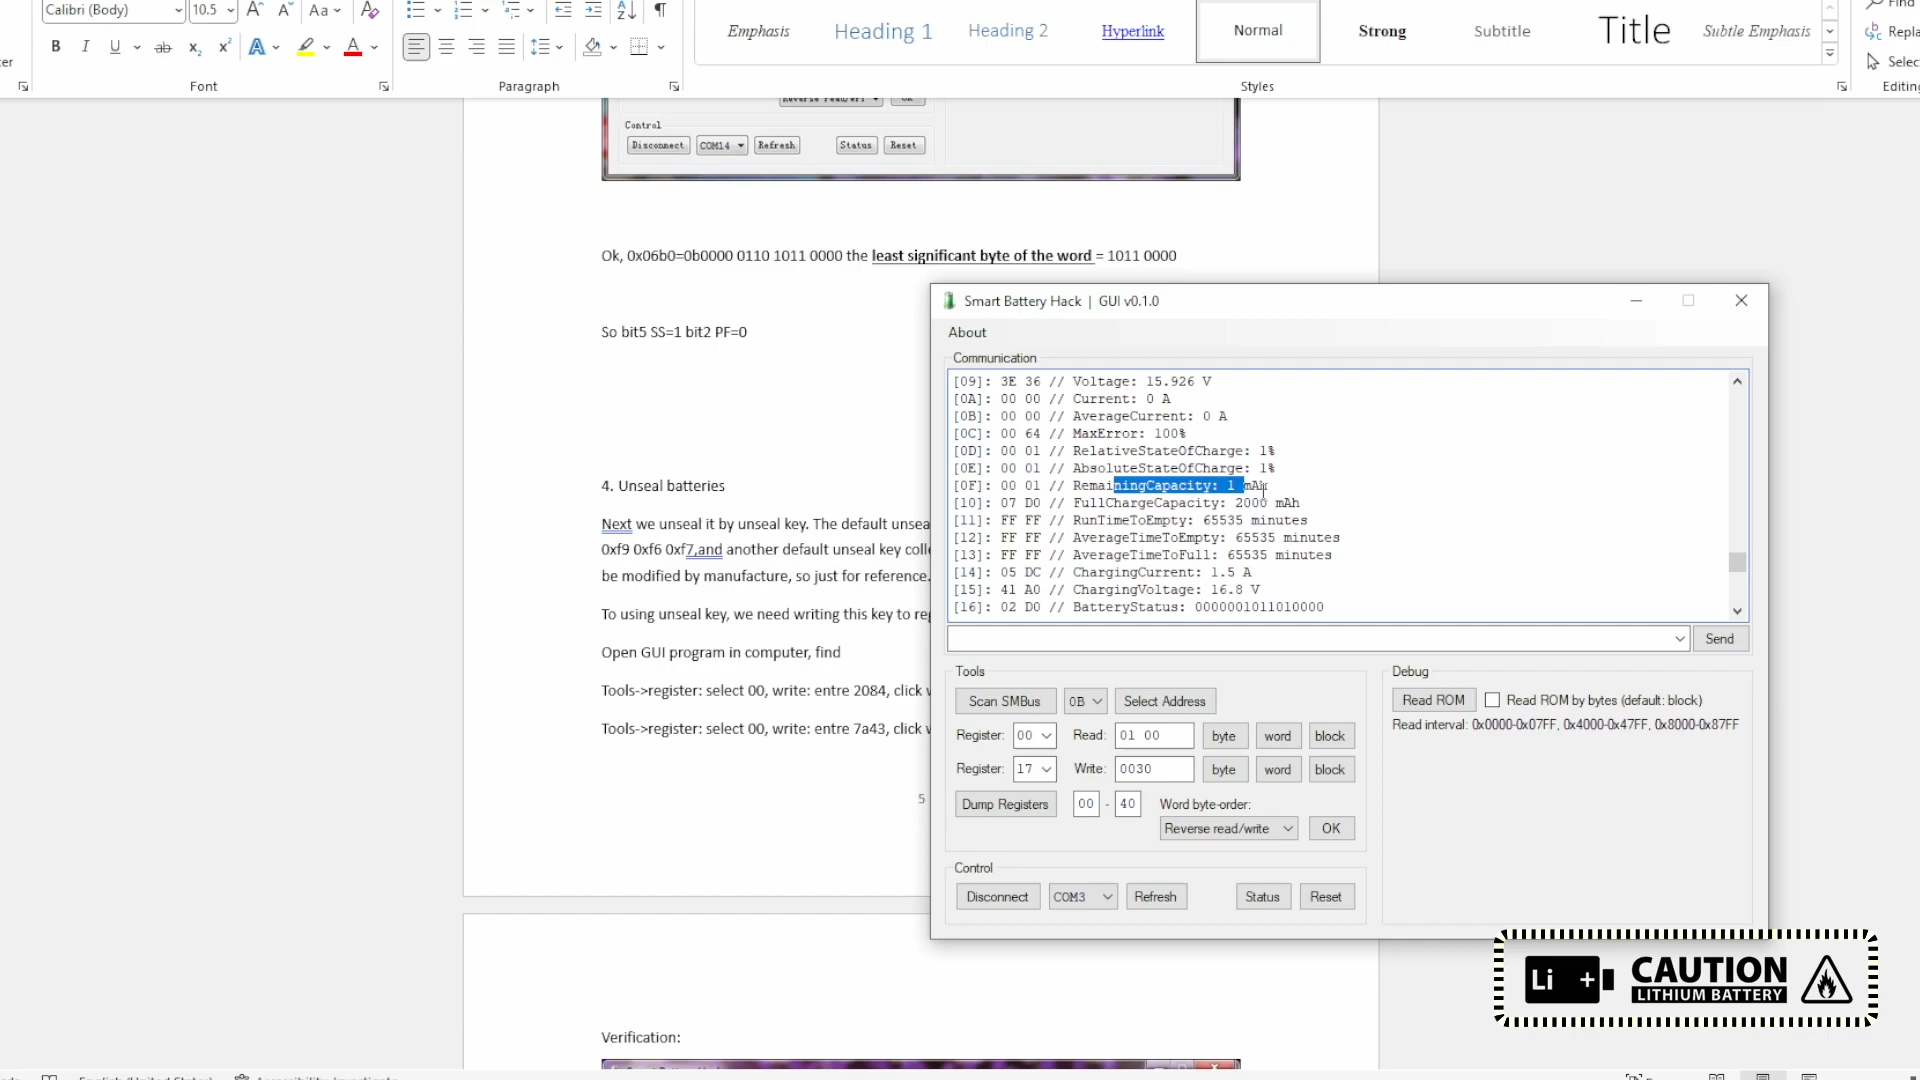 Calibri (Body)
10.5
Aa
B I U ab x₂ x² A A
Font
Paragraph
Emphasis
Heading 1
Heading 2
Hyperlink
Normal
Strong
Subtitle
Title
Subtle Emphasis
Styles
Find
Repla
Selec
Editing
Control
Disconnect
COM14
Refresh
Status
Reset
Ok, 0x06b0=0b0000 0110 1011 0000 the least significant byte of the word = 1011 0000
So bit5 SS=1 bit2 PF=0
4. Unseal batteries
Next we unseal it by unseal key. The default unsea
0xf9 0xf6 0xf7,and another default unseal key colle
be modified by manufacture, so just for reference.
To using unseal key, we need writing this key to reg
Open GUI program in computer, find
Tools->register: select 00, write: entre 2084, click w
Tools->register: select 00, write: entre 7a43, click w
5
Verification:
Smart Battery Hack | GUI v0.1.0
About
Communication
[09]: 3E 36 // Voltage: 15.926 V
[0A]: 00 00 // Current: 0 A
[0B]: 00 00 // AverageCurrent: 0 A
[0C]: 00 64 // MaxError: 100%
[0D]: 00 01 // RelativeStateOfCharge: 1%
[0E]: 00 01 // AbsoluteStateOfCharge: 1%
[0F]: 00 01 // RemainingCapacity: 1 mAh
[10]: 07 D0 // FullChargeCapacity: 2000 mAh
[11]: FF FF // RunTimeToEmpty: 65535 minutes
[12]: FF FF // AverageTimeToEmpty: 65535 minutes
[13]: FF FF // AverageTimeToFull: 65535 minutes
[14]: 05 DC // ChargingCurrent: 1.5 A
[15]: 41 A0 // ChargingVoltage: 16.8 V
[16]: 02 D0 // BatteryStatus: 0000001011010000
Send
Tools
Scan SMBus 0B Select Address
Register: 00 Read: 01 00 byte word block
Register: 17 Write: 0030 byte word block
Dump Registers 00 - 40 Word byte-order:
Reverse read/write OK
Control
Disconnect COM3 Refresh Status Reset
Debug
Read ROM Read ROM by bytes (default: block)
Read interval: 0x0000-0x07FF, 0x4000-0x47FF, 0x8000-0x87FF
Li +
CAUTION
LITHIUM BATTERY